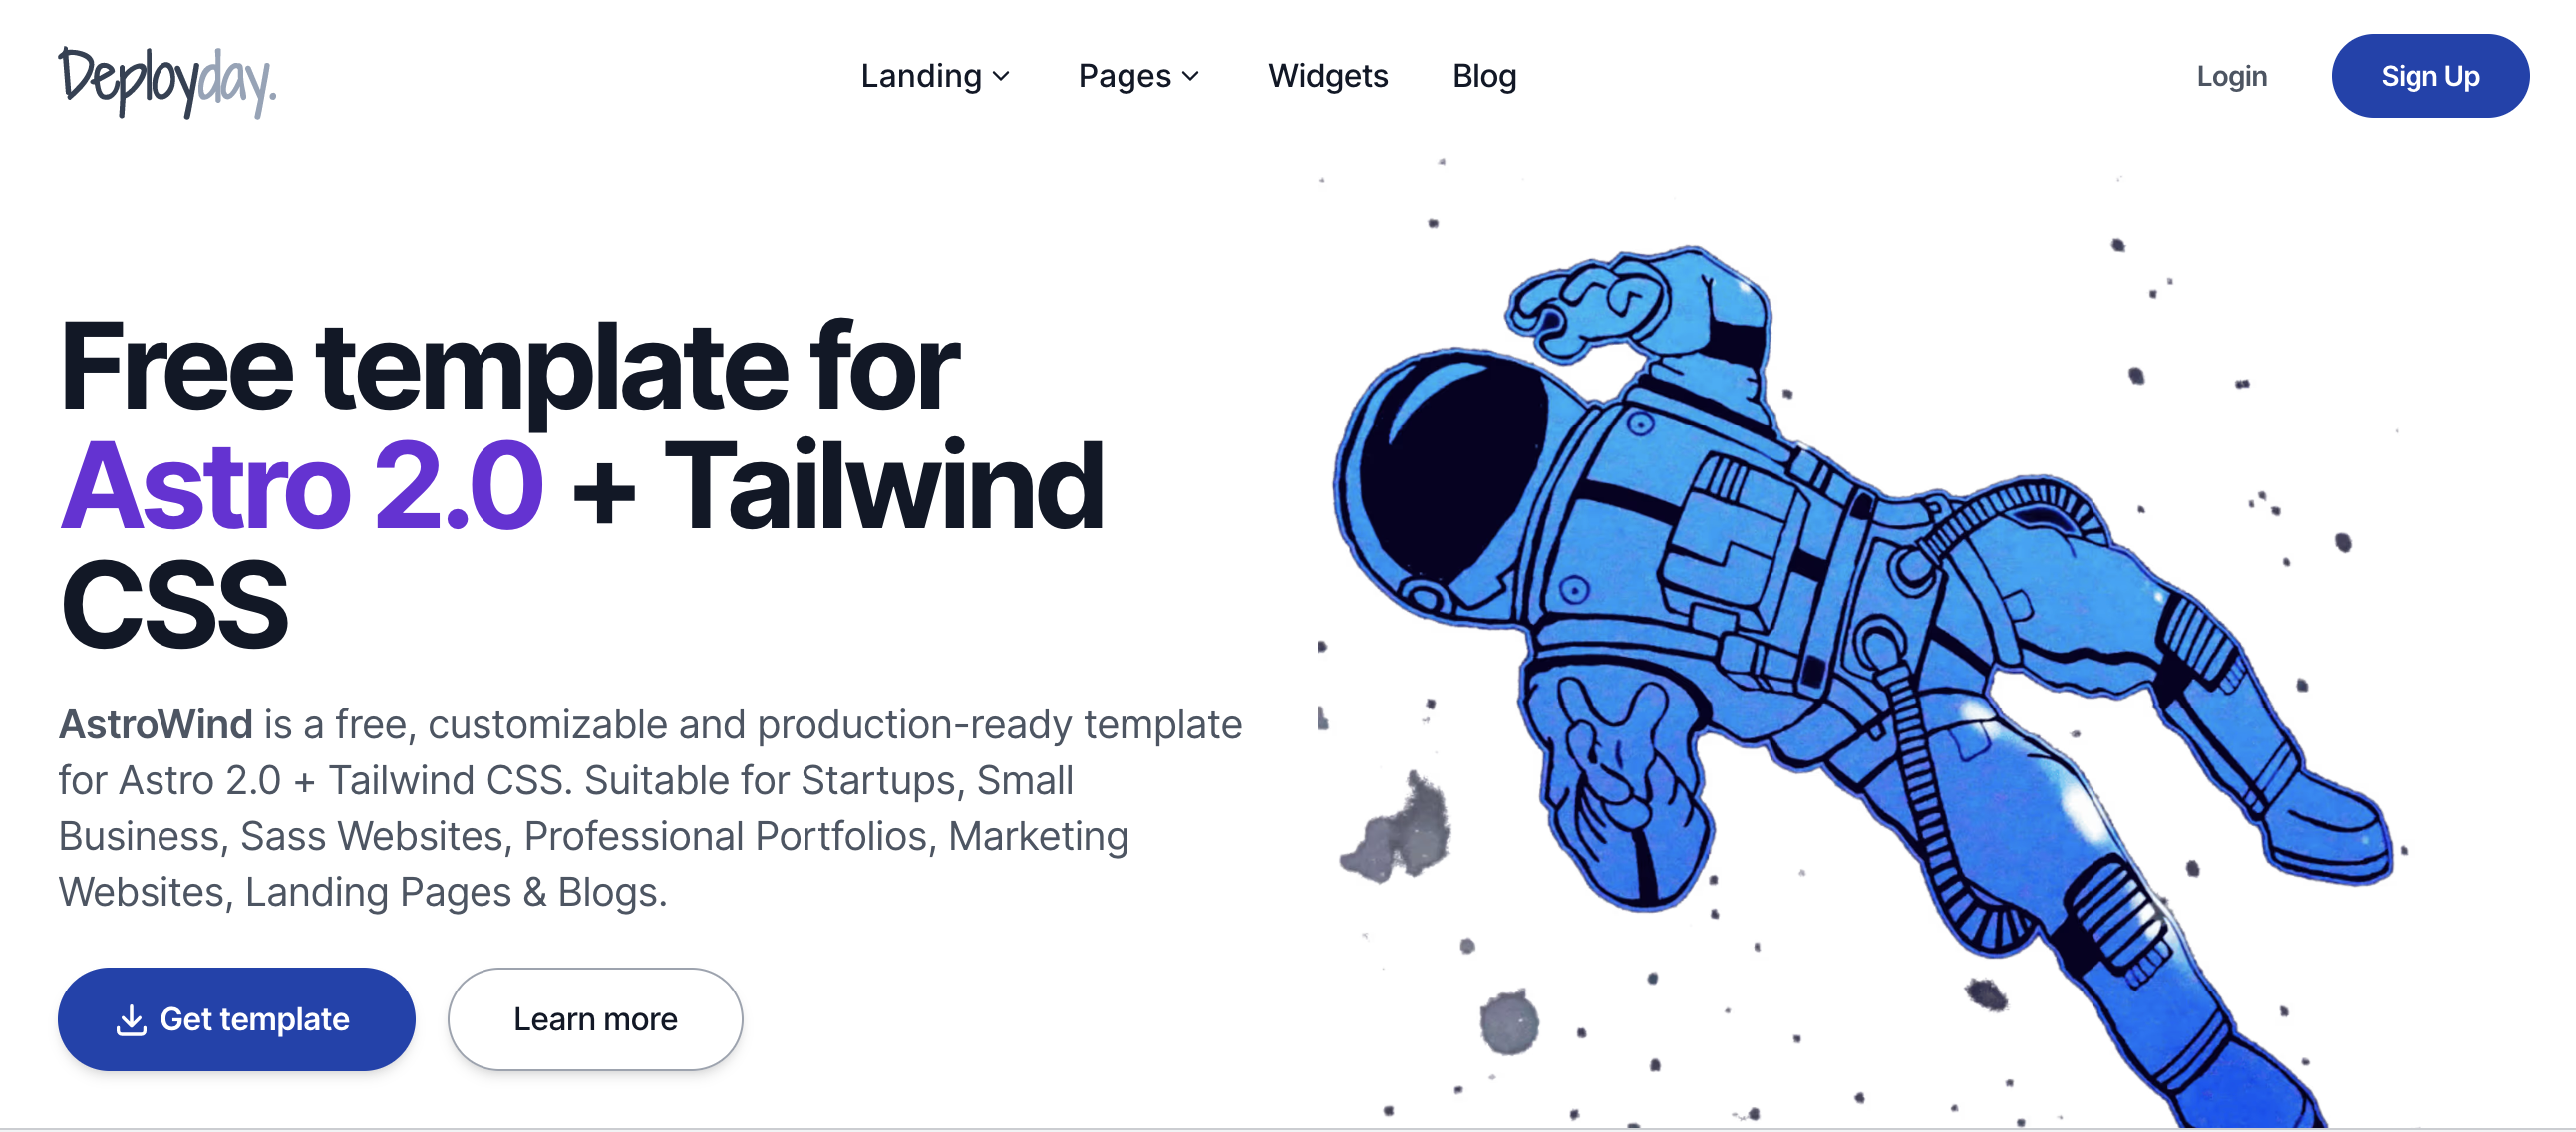 Deployday.
Landing
Pages
Widgets
Blog
Login
Sign Up
Free template for
Astro 2.0 + Tailwind
CSS
AstroWind is a free, customizable and production-ready template
for Astro 2.0 + Tailwind CSS. Suitable for Startups, Small
Business, Sass Websites, Professional Portfolios, Marketing
Websites, Landing Pages & Blogs.
Get template
Learn more